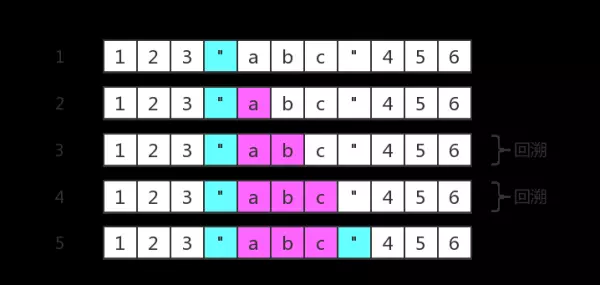 1 1 2 3 " a b c " 4 5 6
2 1 2 3 " a b c " 4 5 6
3 1 2 3 " a b c " 4 5 6 回溯
4 1 2 3 " a b c " 4 5 6 回溯
5 1 2 3 " a b c " 4 5 6